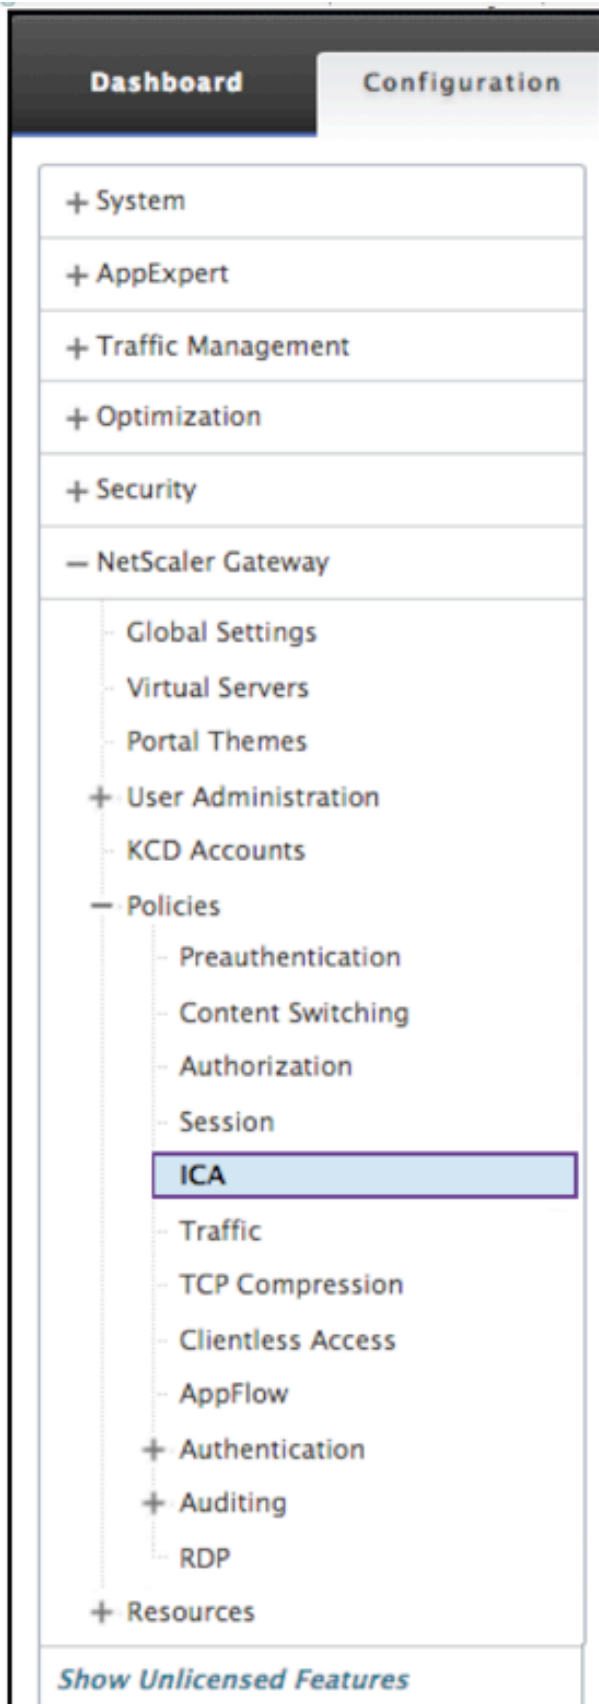 Dashboard Configuration
System
AppExpert
Traffic Management
Optimization
Security
NetScaler Gateway
Global Settings
Virtual Servers
Portal Themes
User Administration
KCD Accounts
Policies
Preauthentication
Content Switching
Authorization
Session
ICA
Traffic
TCP Compression
Clientless Access
AppFlow
Authentication
Auditing
RDP
Resources
Show Unlicensed Features